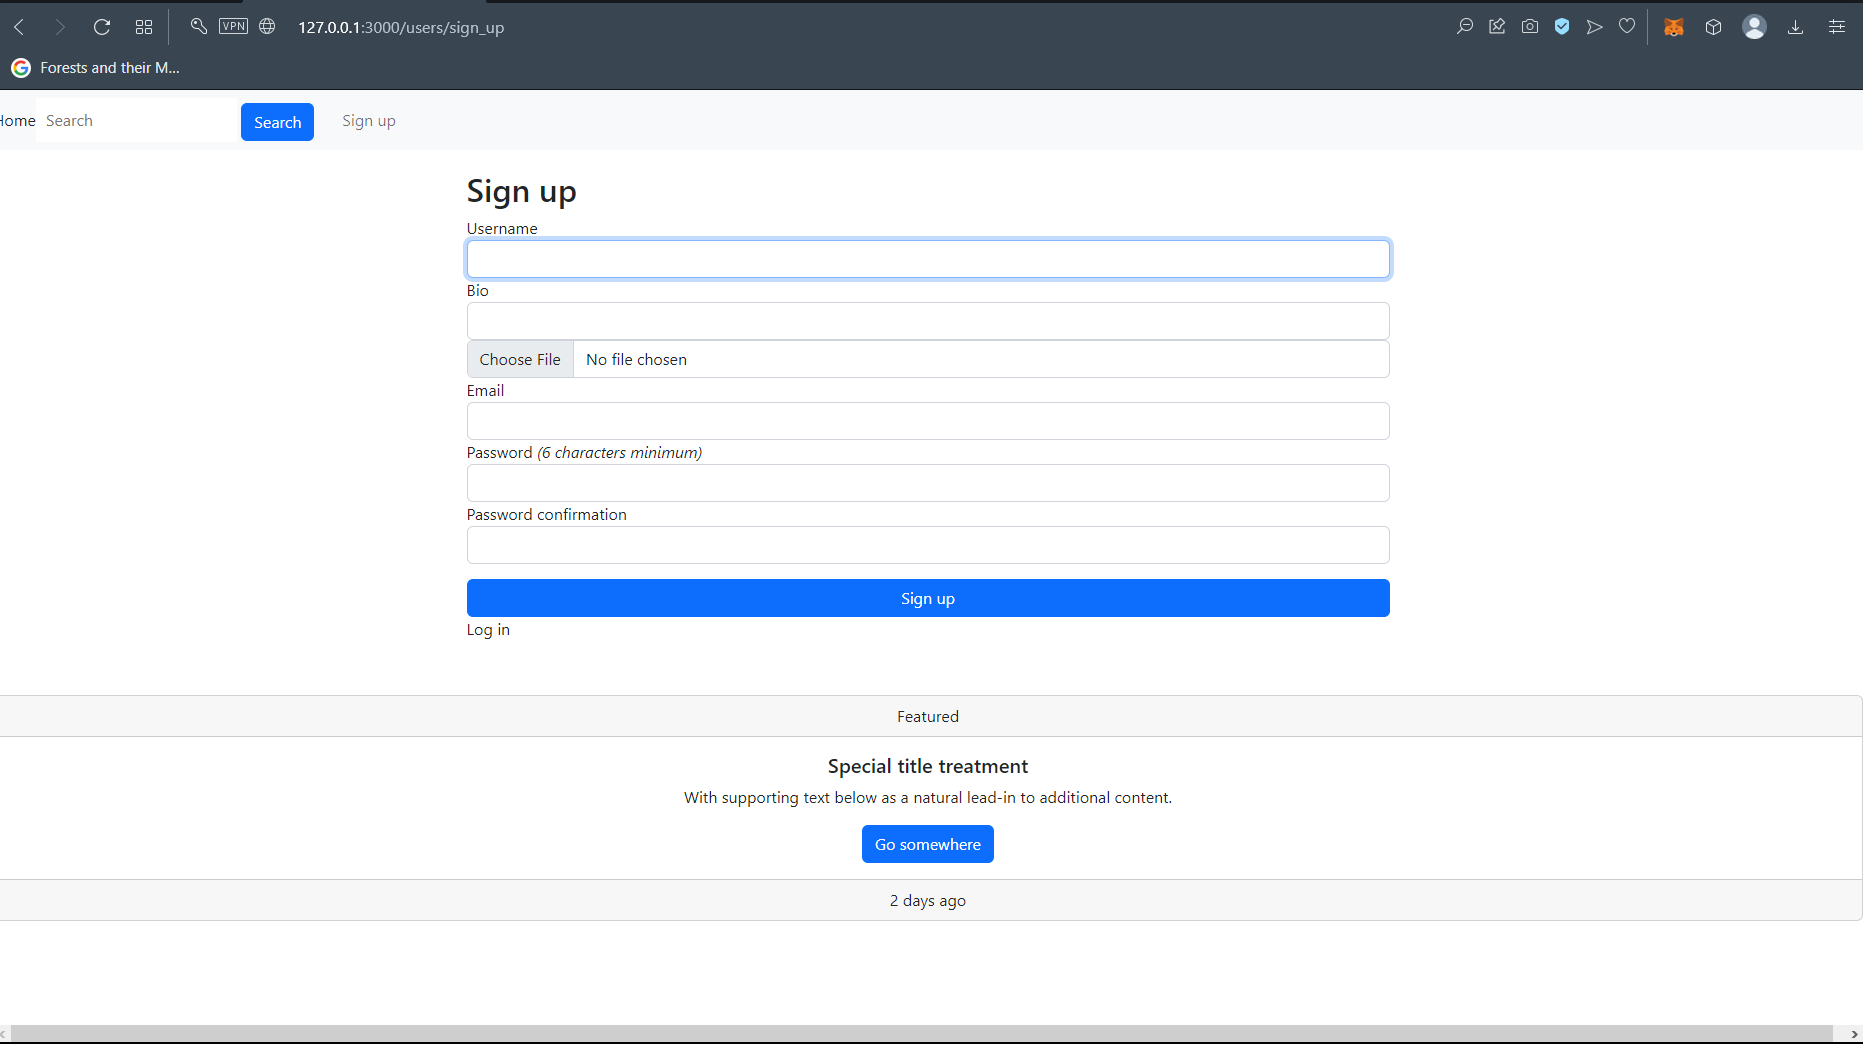 VPN
127.0.0.1:3000/users/sign_up
Forests and their M...
Home Search Search Sign up
Sign up
Username
Bio
Choose File No file chosen
Email
Password (6 characters minimum)
Password confirmation
Sign up
Log in
Featured
Special title treatment
With supporting text below as a natural lead-in to additional content.
Go somewhere
2 days ago